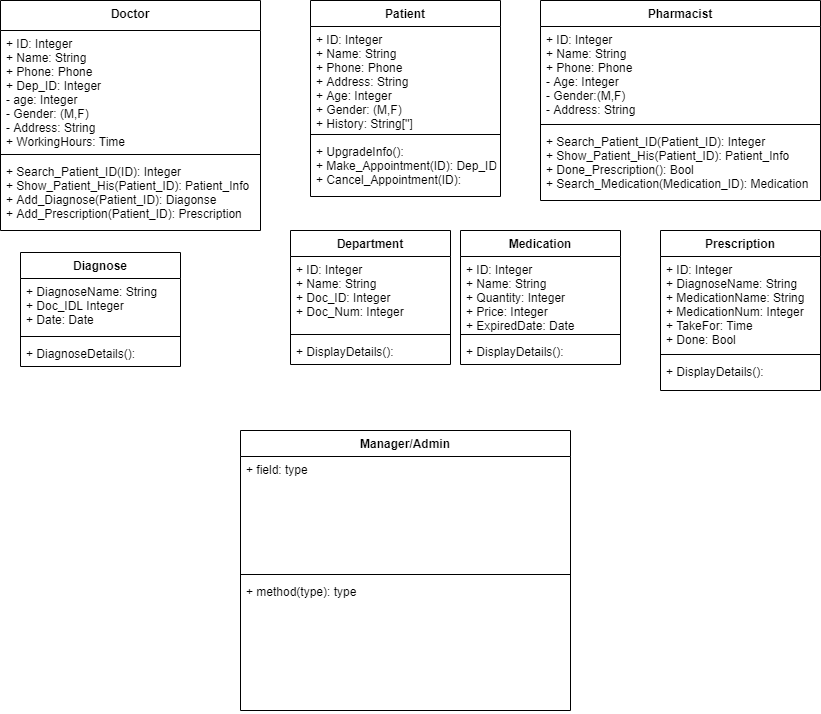 Doctor
+ ID: Integer
+ Name: String
+ Phone: Phone
+ Dep_ID: Integer
- age: Integer
- Gender: (M,F)
- Address: String
+ WorkingHours: Time
+ Search_Patient_ID(ID): Integer
+ Show_Patient_His(Patient_ID): Patient_Info
+ Add_Diagnose(Patient_ID): Diagonse
+ Add_Prescription(Patient_ID): Prescription
Patient
+ ID: Integer
+ Name: String
+ Phone: Phone
+ Address: String
+ Age: Integer
+ Gender: (M,F)
+ History: String['']
+ UpgradeInfo():
+ Make_Appointment(ID): Dep_ID
+ Cancel_Appointment(ID):
Pharmacist
+ ID: Integer
+ Name: String
+ Phone: Phone
- Age: Integer
- Gender:(M,F)
- Address: String
+ Search_Patient_ID(Patient_ID): Integer
+ Show_Patient_His(Patient_ID): Patient_Info
+ Done_Prescription(): Bool
+ Search_Medication(Medication_ID): Medication
Diagnose
+ DiagnoseName: String
+ Doc_IDL Integer
+ Date: Date
+ DiagnoseDetails():
Department
+ ID: Integer
+ Name: String
+ Doc_ID: Integer
+ Doc_Num: Integer
+ DisplayDetails():
Medication
+ ID: Integer
+ Name: String
+ Quantity: Integer
+ Price: Integer
+ ExpiredDate: Date
+ DisplayDetails():
Prescription
+ ID: Integer
+ DiagnoseName: String
+ MedicationName: String
+ MedicationNum: Integer
+ TakeFor: Time
+ Done: Bool
+ DisplayDetails():
Manager/Admin
+ field: type
+ method(type): type